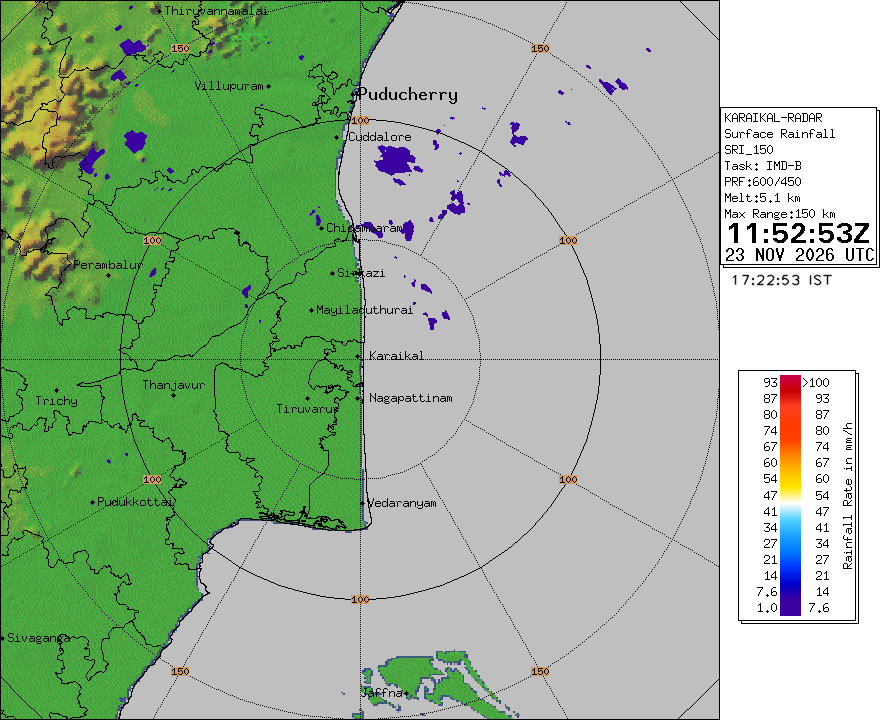 Thiruvannamalai
150
150
Villupuram
Puducherry
100
Cuddalore
Chidambaram
100
100
Perambalur
Sirkazi
Mayiladuthurai
Karaikal
Thanjavur
Trichy
Tiruvarur
Nagapattinam
100
100
Pudukkottai
Vedaranyam
100
Sivaganga
150
150
Jaffna
KARAIKAL-RADAR
Surface Rainfall
SRI_150
Task: IMD-B
PRF:600/450
Melt:5.1 km
Max Range:150 km
11:52:53Z
23 NOV 2026 UTC
17:22:53 IST
93 >100
87 93
80 87
74 80
67 74
60 67
54 60
47 54
41 47
34 41
27 34
21 27
14 21
7.6 14
1.0 7.6
Rainfall Rate in mm/h